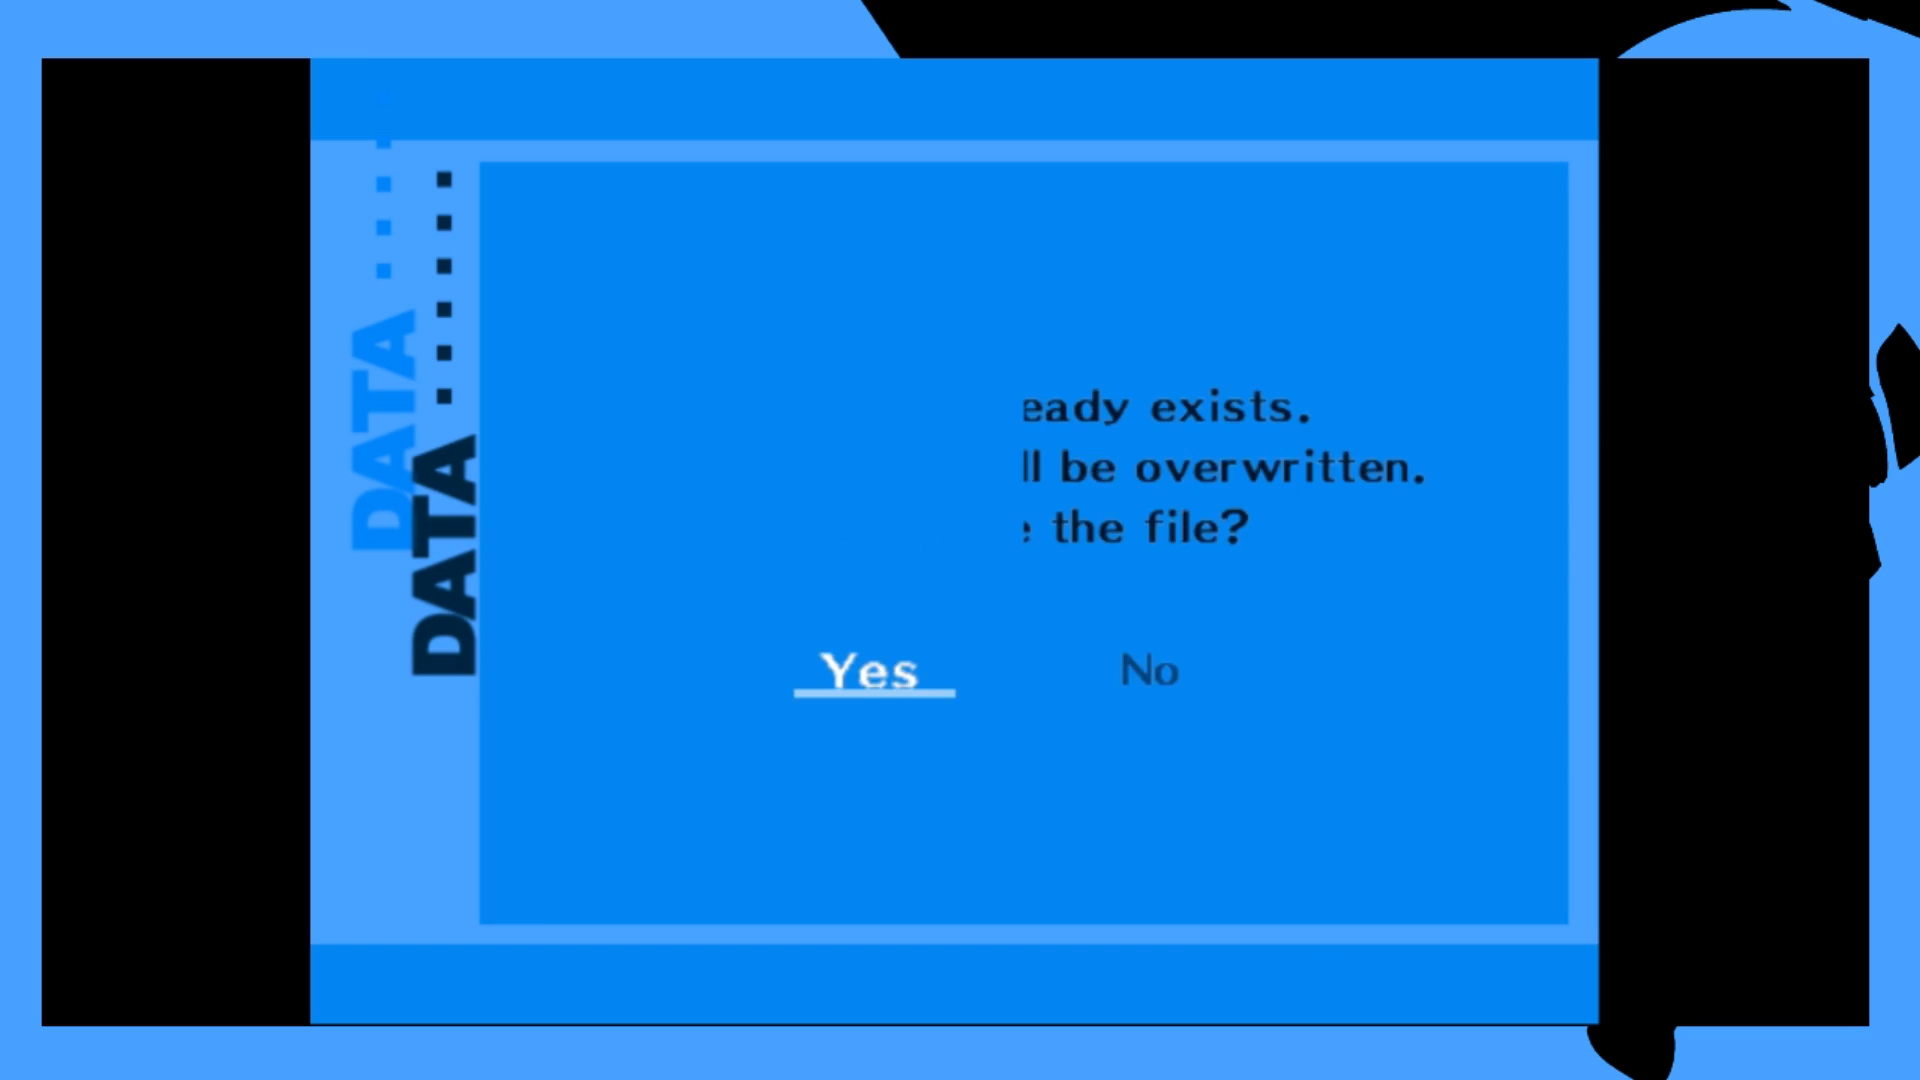 DATA
DATA
eady exists.
ll be overwritten.
the file?
Yes No